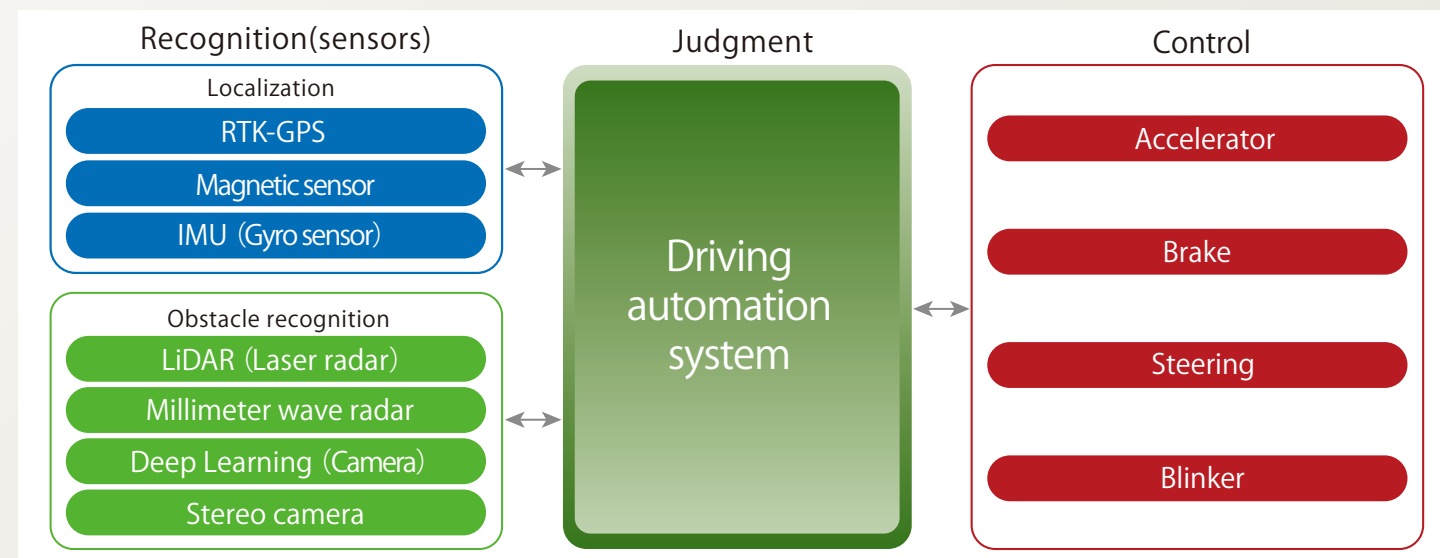 Recognition(sensors)
Localization
RTK-GPS
Magnetic sensor
IMU（Gyro sensor）
Obstacle recognition
LiDAR（Laser radar）
Millimeter wave radar
Deep Learning（Camera）
Stereo camera
Judgment
Driving
automation
system
Control
Accelerator
Brake
Steering
Blinker